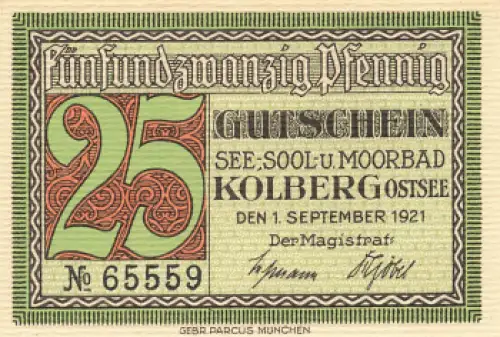 Fünfundzwanzig Pfennig
25
GUTSCHEIN
SEE-, SOOL- U. MOORBAD
KOLBERG OSTSEE
DEN 1. SEPTEMBER 1921
Der Magistrat:
№ 65559
GEBR. PARCUS MÜNCHEN